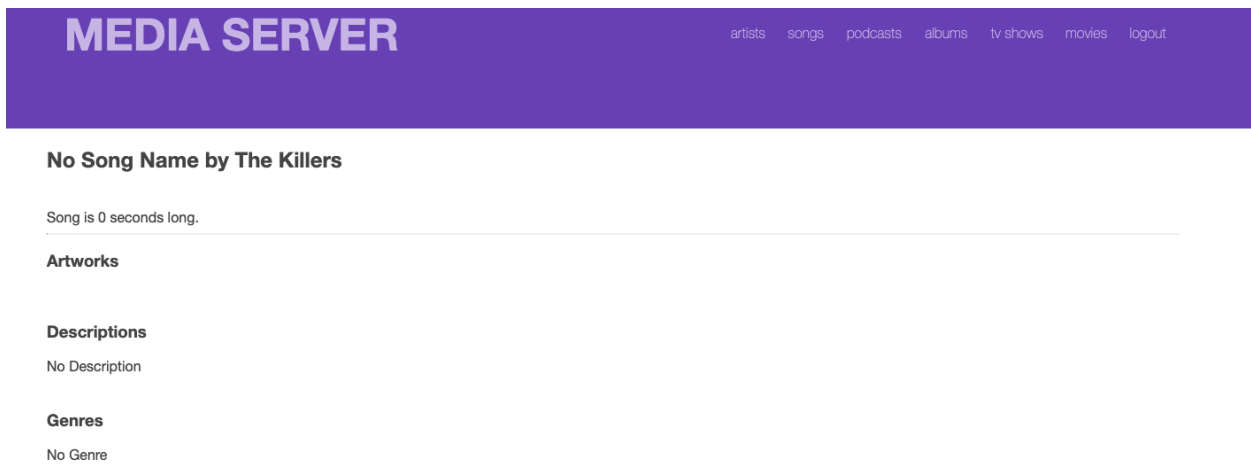 MEDIA SERVER
artists songs podcasts albums tv shows movies logout
No Song Name by The Killers
Song is 0 seconds long.
Artworks
Descriptions
No Description
Genres
No Genre